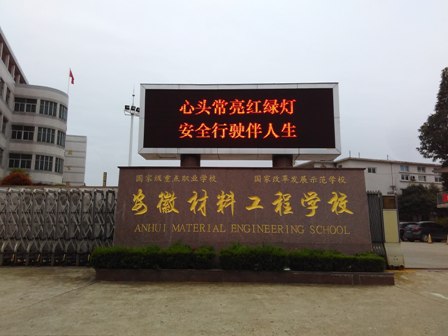 心头常亮红绿灯
安全行驶伴人生
国家级重点职业学校 国家改革发展示范学校
安徽材料工程学校
ANHUI MATERIAL ENGINEERING SCHOOL